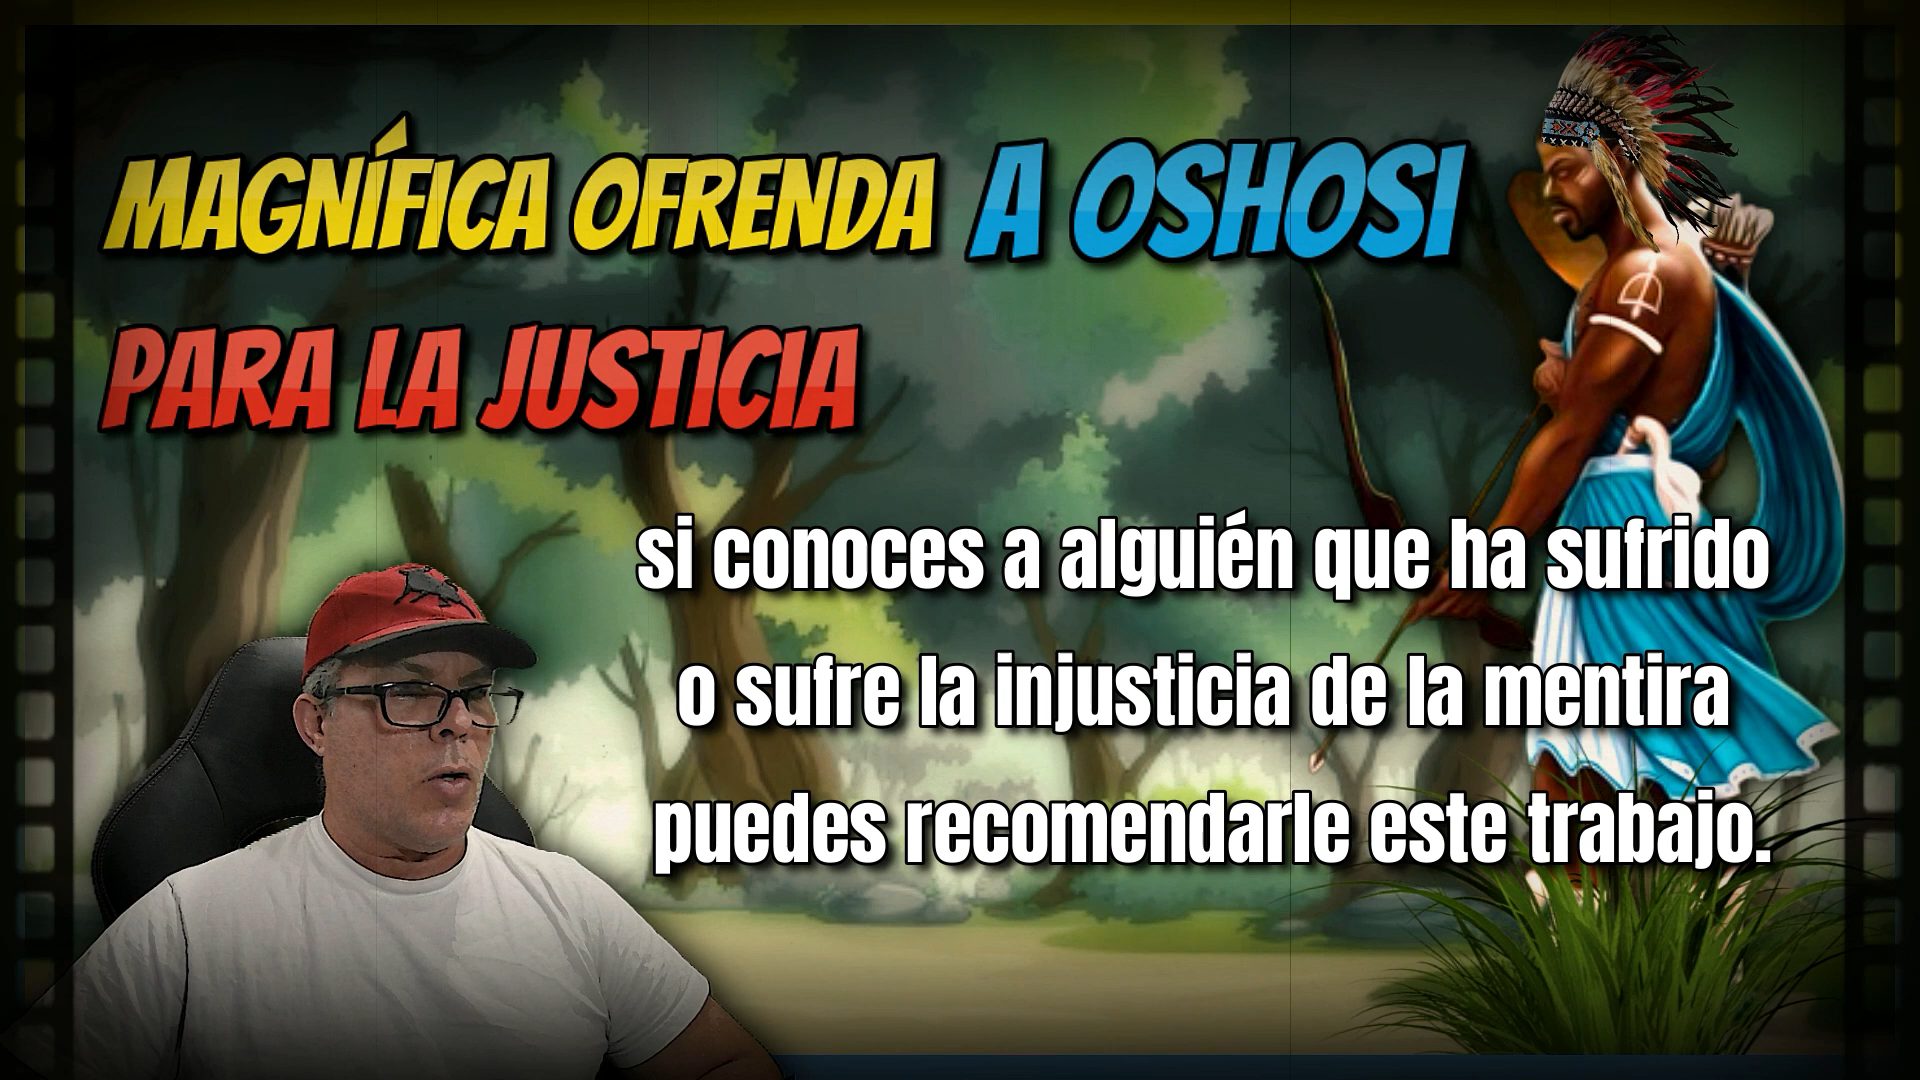 MAGNÍFICA OFRENDA A OSHOSI
PARA LA JUSTICIA
si conoces a alguién que ha sufrido
o sufre la injusticia de la mentira
puedes recomendarle este trabajo.